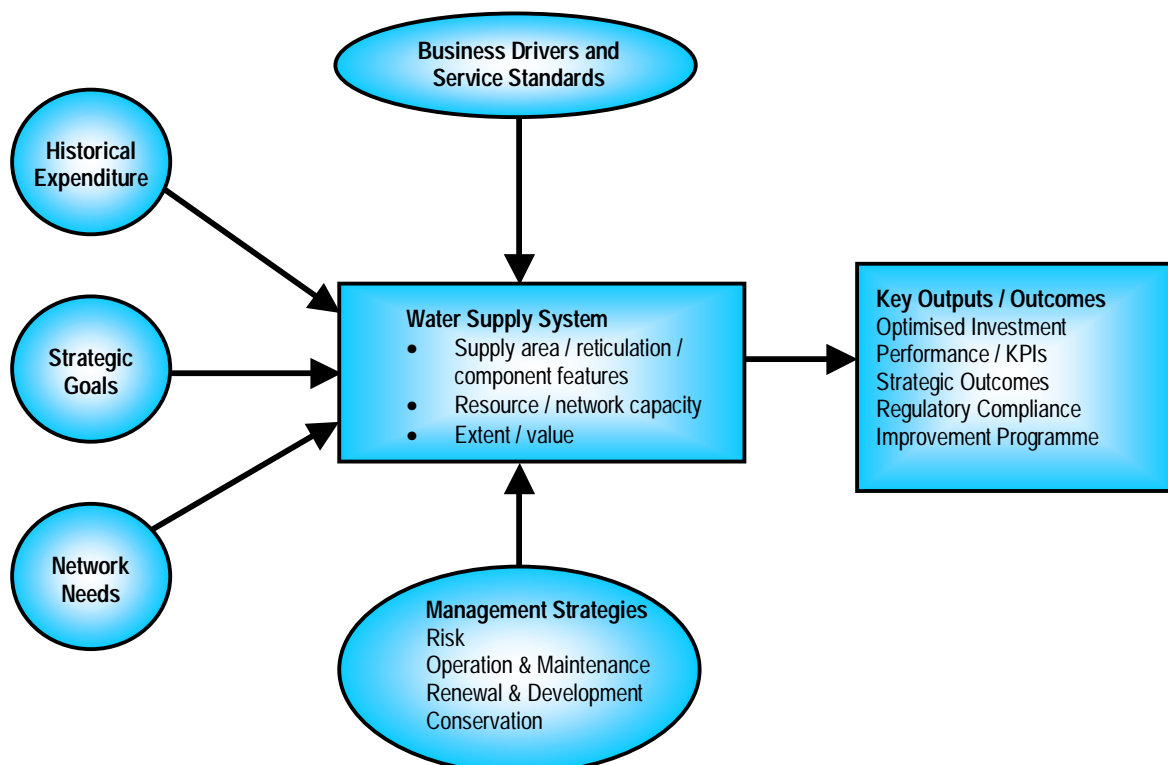 Business Drivers and
Service Standards
Historical
Expenditure
Strategic
Goals
Network
Needs
Water Supply System
• Supply area / reticulation /
component features
• Resource / network capacity
• Extent / value
Key Outputs / Outcomes
Optimised Investment
Performance / KPIs
Strategic Outcomes
Regulatory Compliance
Improvement Programme
Management Strategies
Risk
Operation & Maintenance
Renewal & Development
Conservation